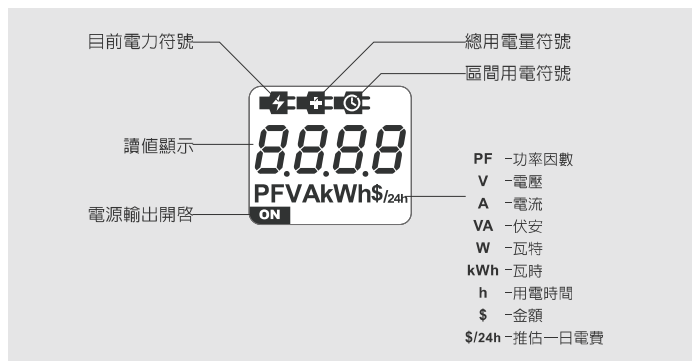 目前電力符號
總用電量符號
區間用電符號
讀值顯示
8.8.8.8
PFVAkWh$/24h
電源輸出開啓
ON
PF -功率因數
V -電壓
A -電流
VA -伏安
W -瓦特
kWh -瓦時
h -用電時間
$ -金額
$/24h -推估一日電費